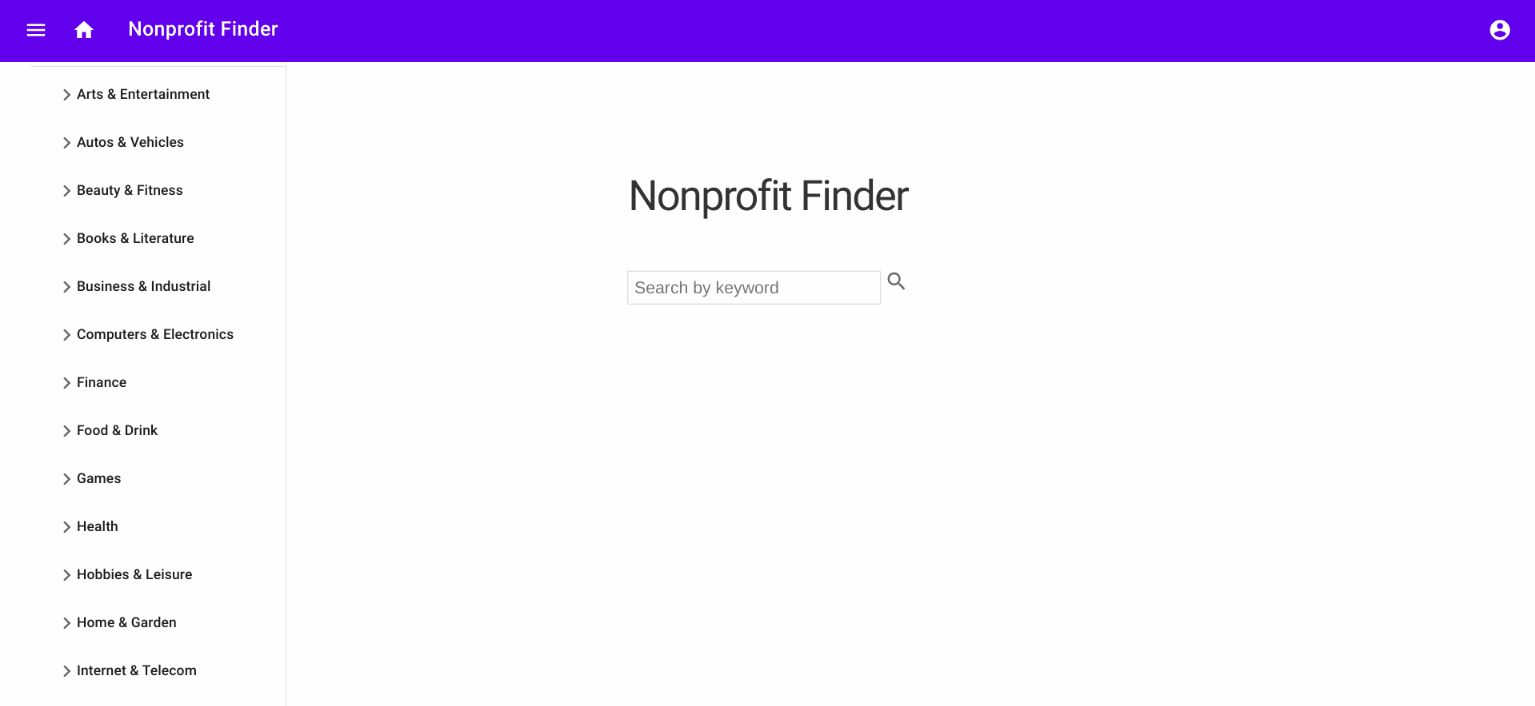 Nonprofit Finder
Arts & Entertainment
Autos & Vehicles
Beauty & Fitness
Books & Literature
Business & Industrial
Computers & Electronics
Finance
Food & Drink
Games
Health
Hobbies & Leisure
Home & Garden
Internet & Telecom
Nonprofit Finder
Search by keyword